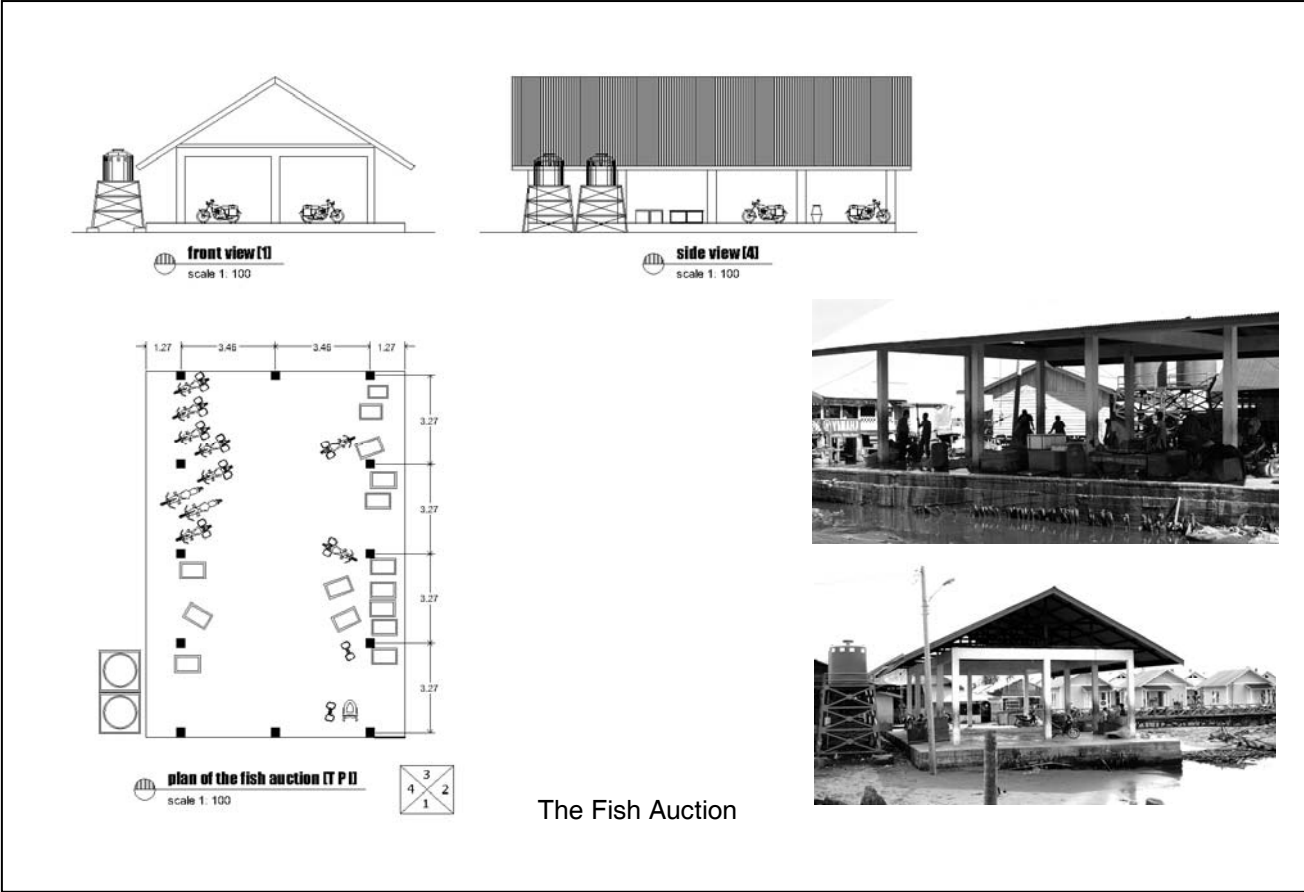 front view [1]
scale 1: 100
side view [4]
scale 1: 100
1.27 3.46 3.46 1.27
3.27
3.27
3.27
3.27
plan of the fish auction [T P I]
scale 1: 100
3
4 2
1
The Fish Auction